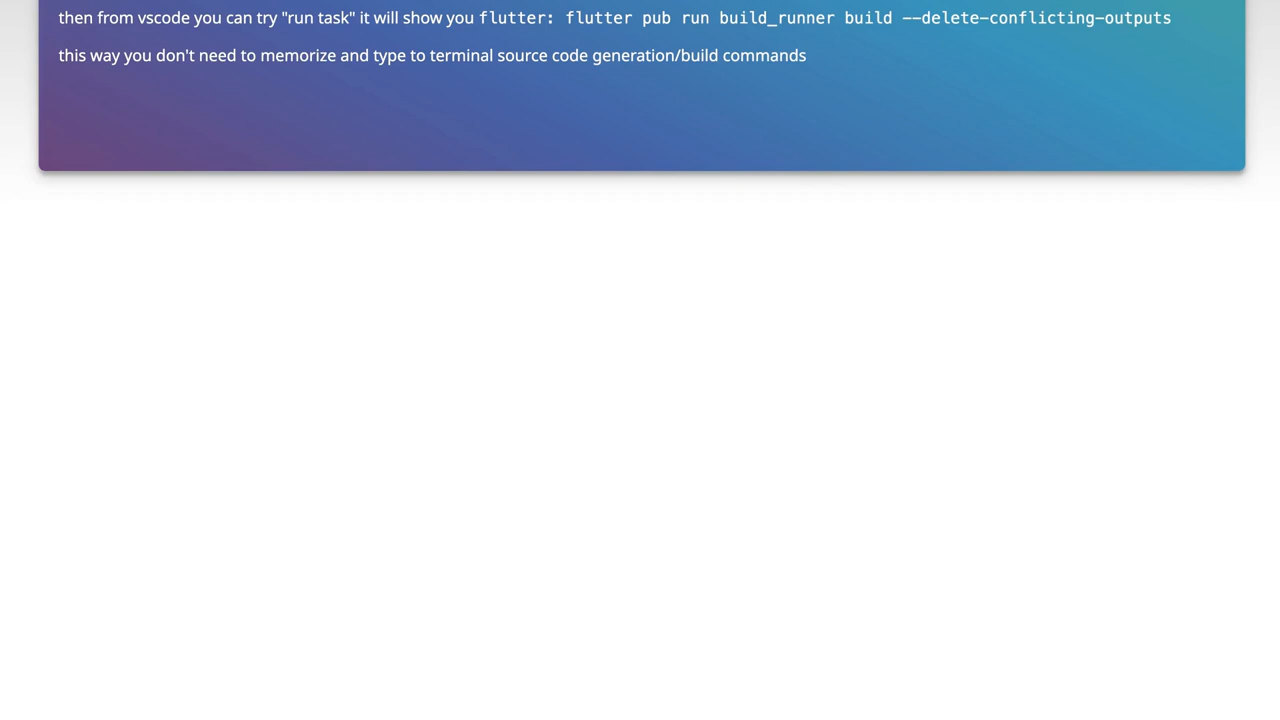 then from vscode you can try "run task" it will show you flutter: flutter pub run build_runner build --delete-conflicting-outputs
this way you don't need to memorize and type to terminal source code generation/build commands